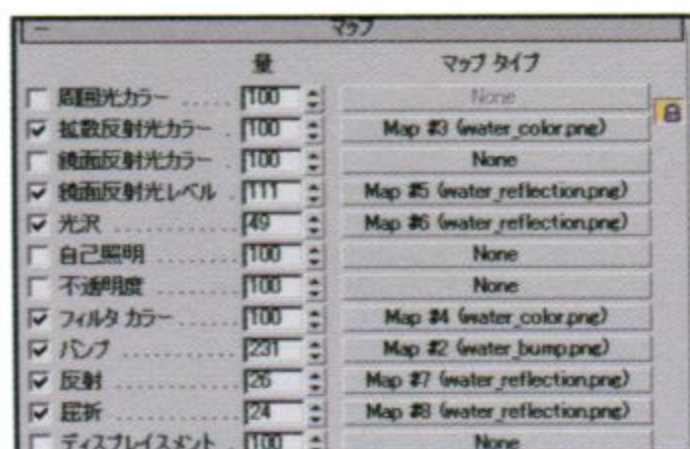 マップ
量 マップ タイプ
周囲光カラー ..... 100 None
拡散反射光カラー . 100 Map #3 (water_color.png)
鏡面反射光カラー . 100 None
鏡面反射光レベル . 111 Map #5 (water_reflection.png)
光沢 ............ 49 Map #6 (water_reflection.png)
自己照明 ........ 100 None
不透明度 ........ 100 None
フィルタ カラー ...... 100 Map #4 (water_color.png)
バンプ ........... 231 Map #2 (water_bump.png)
反射 ............ 26 Map #7 (water_reflection.png)
屈折 ............ 24 Map #8 (water_reflection.png)
ディスプレイスメント . 100 None